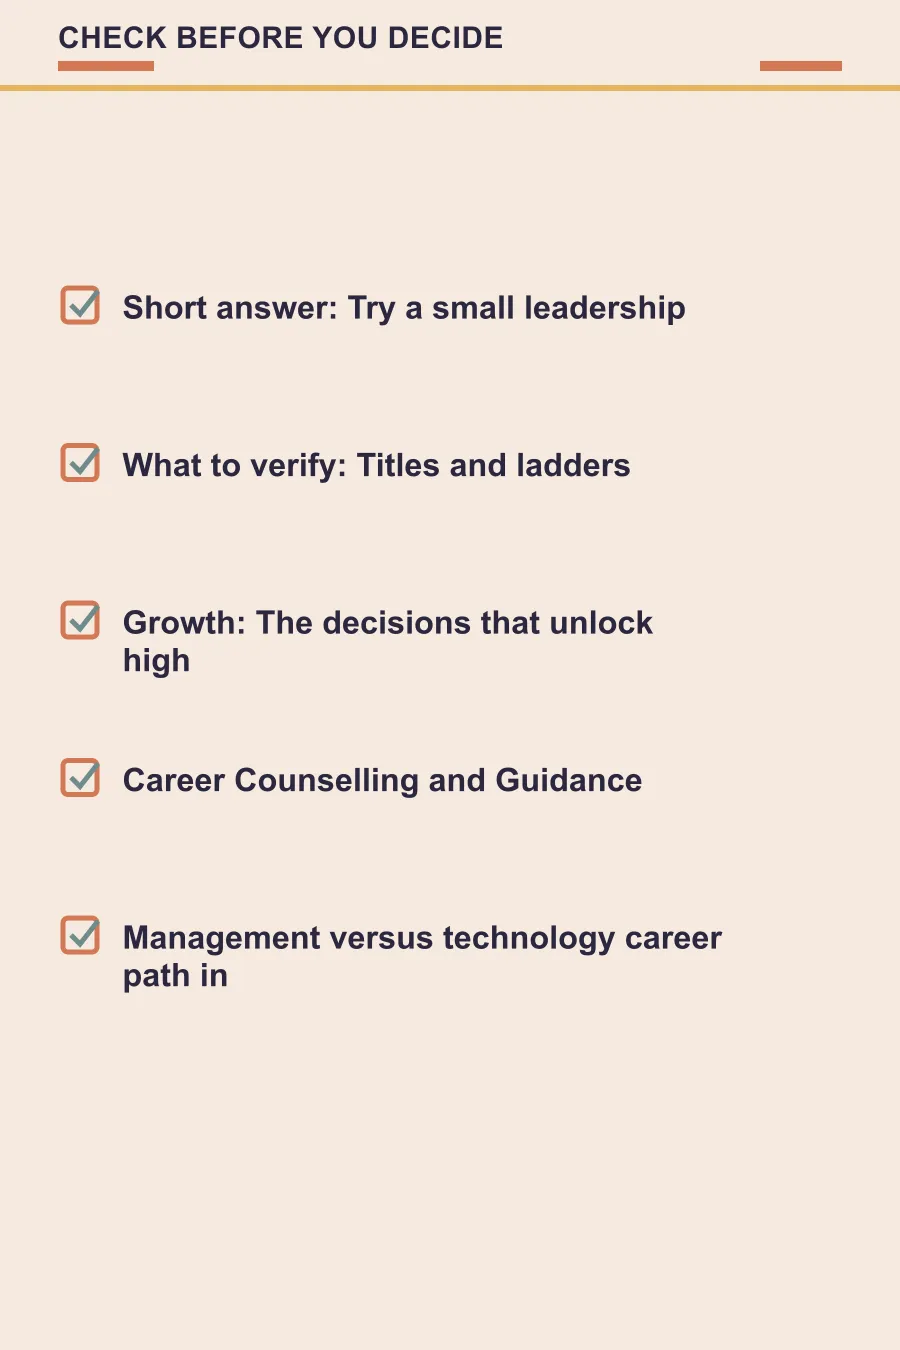 CHECK BEFORE YOU DECIDE
Short answer: Try a small leadership
What to verify: Titles and ladders
Growth: The decisions that unlock
high
Career Counselling and Guidance
Management versus technology career
path in